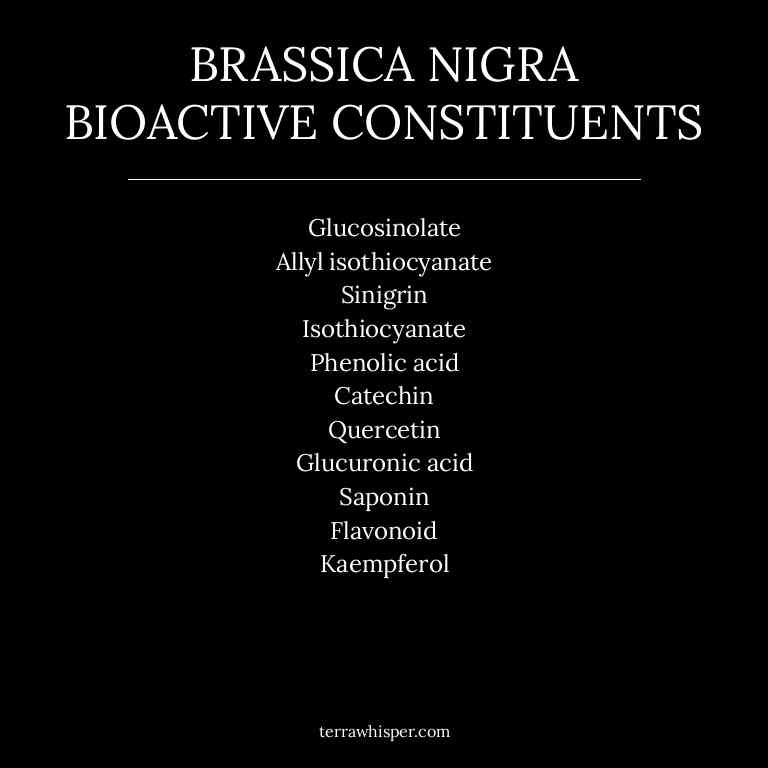 BRASSICA NIGRA
BIOACTIVE CONSTITUENTS
Glucosinolate
Allyl isothiocyanate
Sinigrin
Isothiocyanate
Phenolic acid
Catechin
Quercetin
Glucuronic acid
Saponin
Flavonoid
Kaempferol
terrawhisper.com